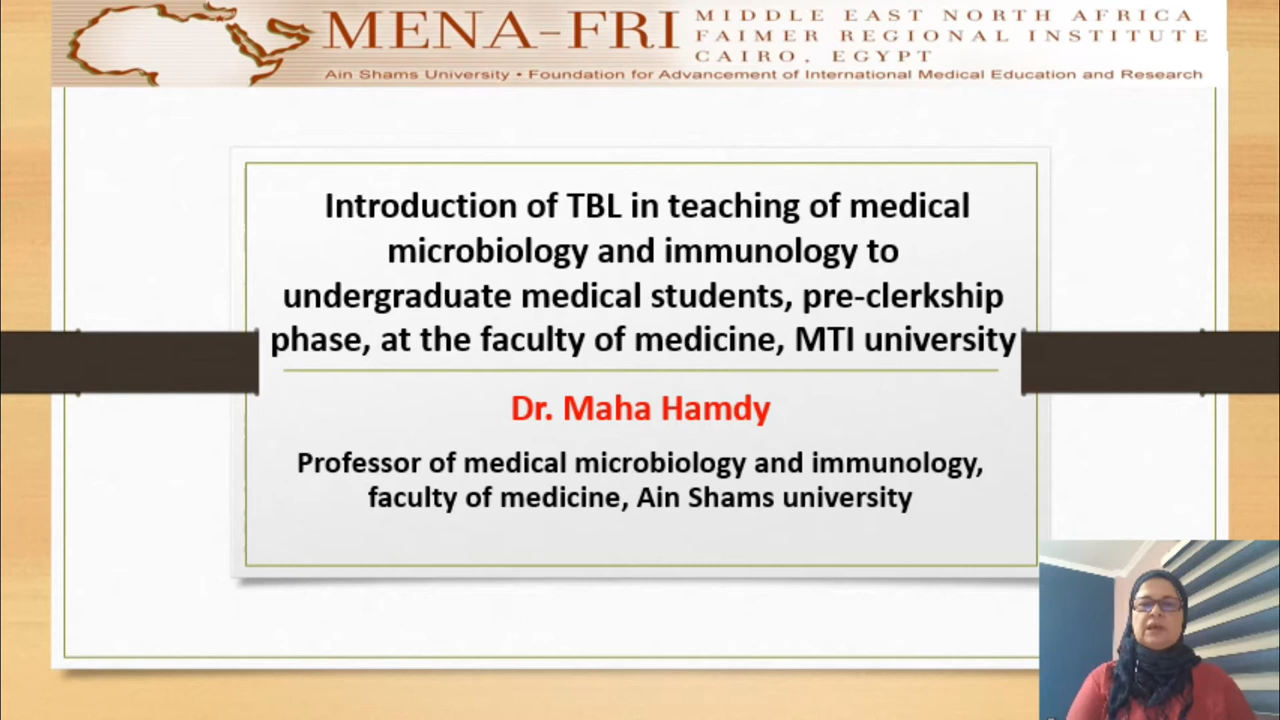 MENA-FRI
MIDDLE EAST NORTH AFRICA
FAIMER REGIONAL INSTITUTE
CAIRO, EGYPT
Ain Shams University • Foundation for Advancement of International Medical Education and Research
Introduction of TBL in teaching of medical
microbiology and immunology to
undergraduate medical students, pre-clerkship
phase, at the faculty of medicine, MTI university
Dr. Maha Hamdy
Professor of medical microbiology and immunology,
faculty of medicine, Ain Shams university